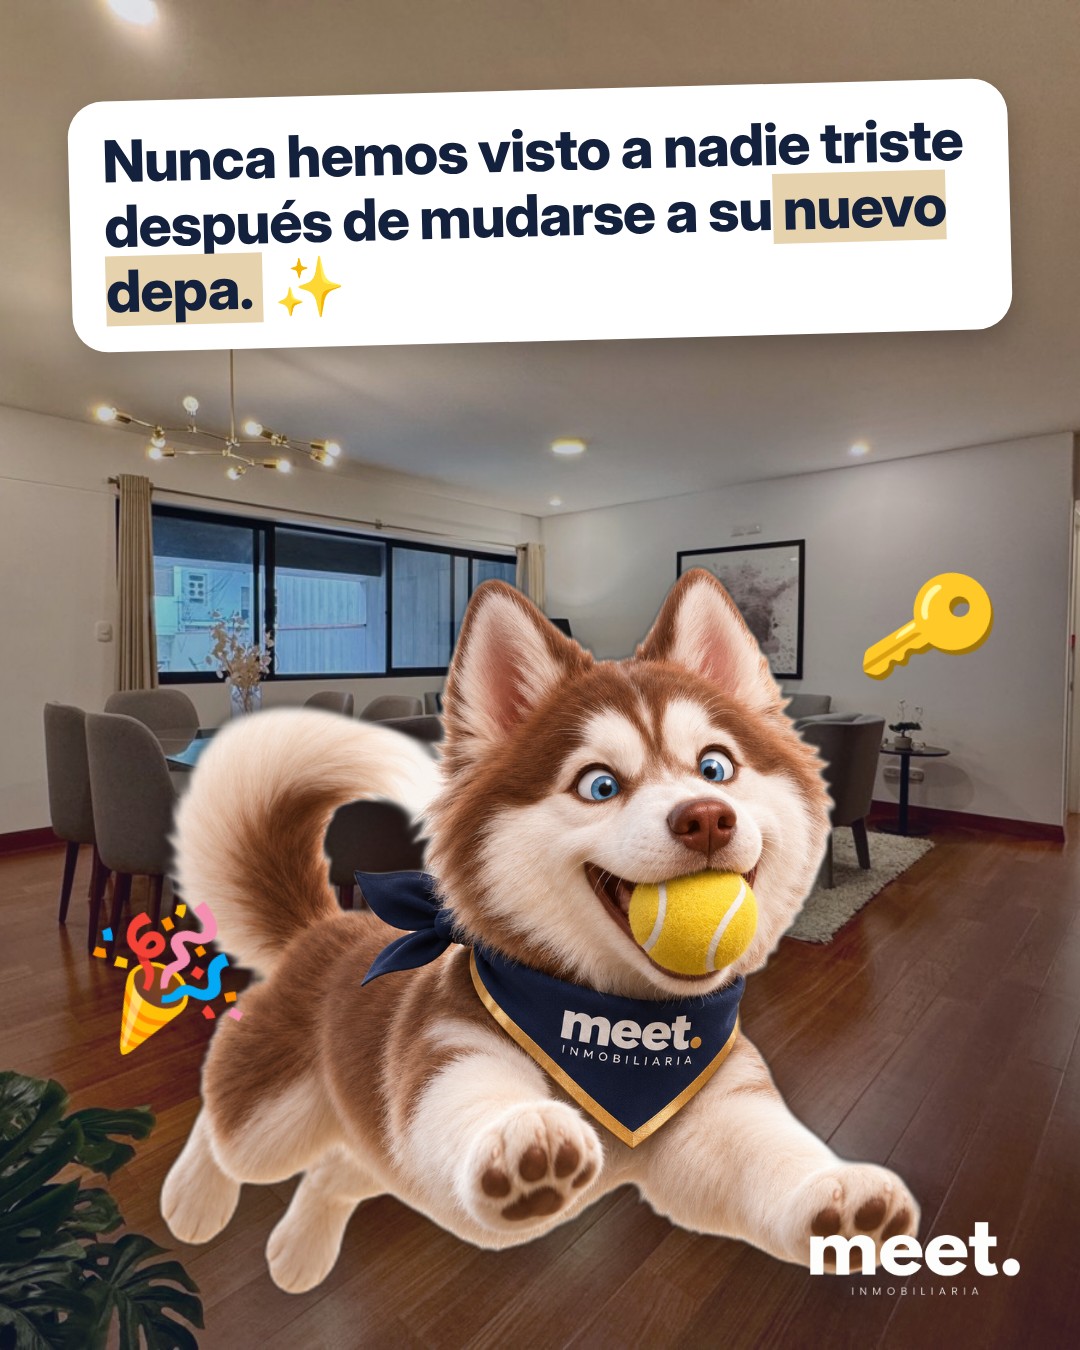 Nunca hemos visto a nadie triste
después de mudarse a su nuevo
depa. ✨
meet.
INMOBILIARIA
meet.
INMOBILIARIA